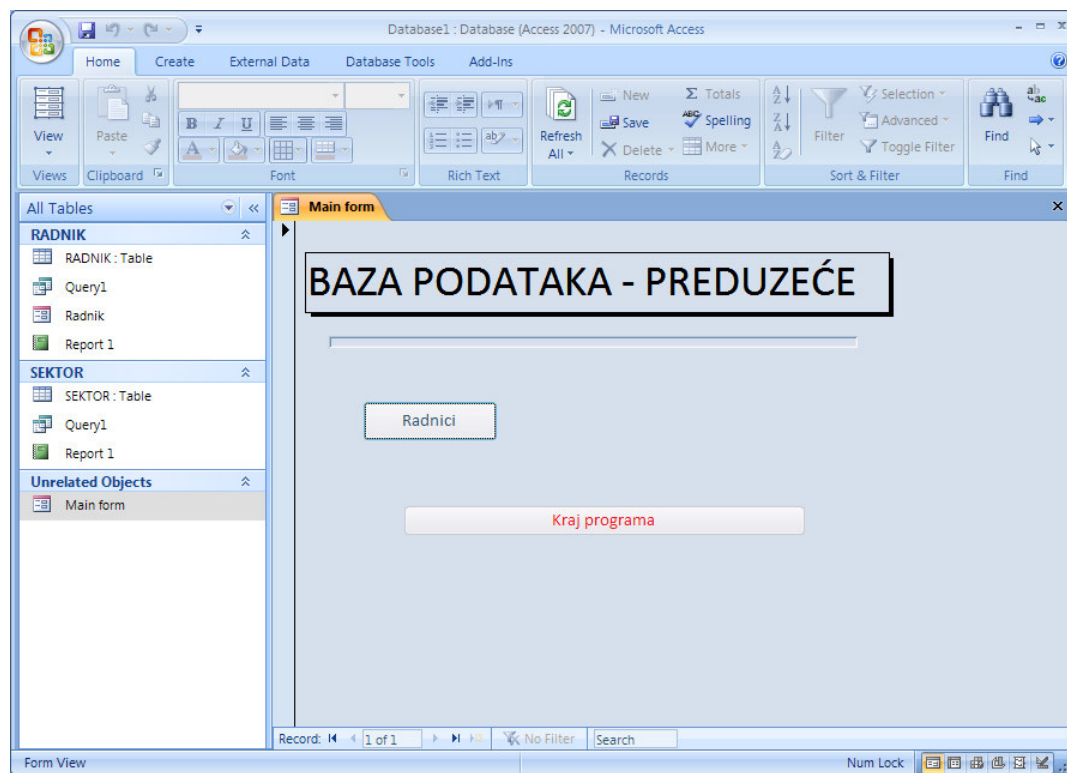 Database1 : Database (Access 2007) - Microsoft Access
Home Create External Data Database Tools Add-Ins
View
Paste
B I U
A
ab
Refresh
All
New
Save
Delete
Σ Totals
ABC Spelling
More
Filter
Selection
Advanced
Toggle Filter
Find
Views Clipboard Font Rich Text Records Sort & Filter Find
All Tables
RADNIK
RADNIK : Table
Query1
Radnik
Report 1
SEKTOR
SEKTOR : Table
Query1
Report 1
Unrelated Objects
Main form
Main form
BAZA PODATAKA - PREDUZEĆE
Radnici
Kraj programa
Record: 1 of 1 No Filter Search
Form View Num Lock